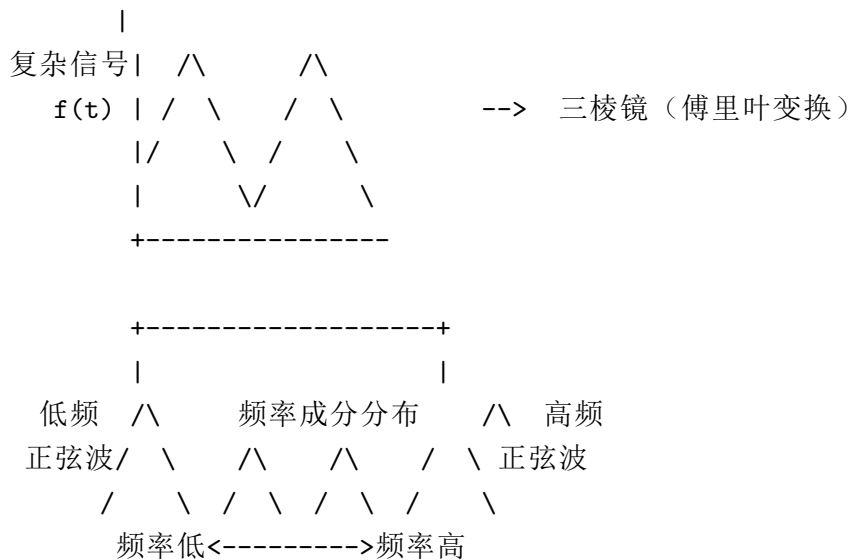 复杂信号
f(t) --> 三棱镜（傅里叶变换）
低频 频率成分分布 高频
正弦波 正弦波
频率低<--------->频率高